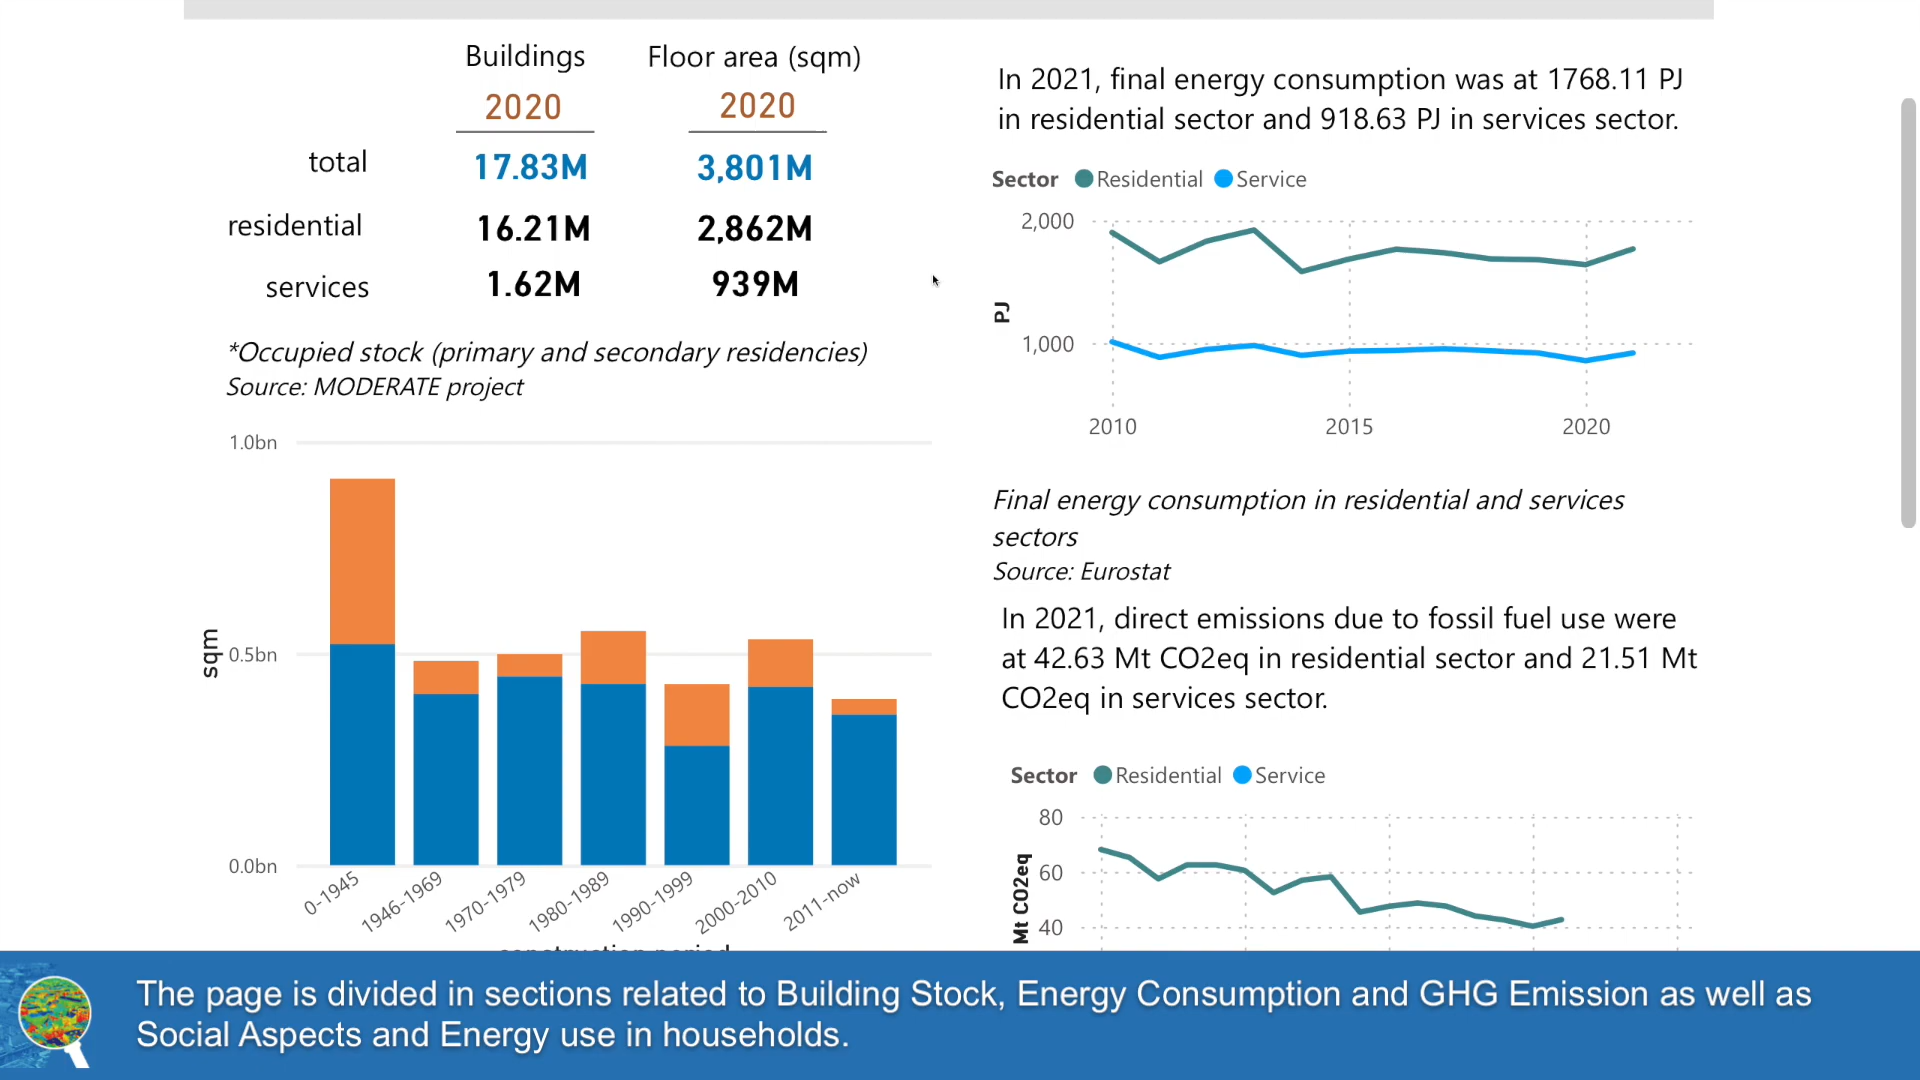 Buildings Floor area (sqm)
2020 2020
total 17.83M 3,801M
residential 16.21M 2,862M
services 1.62M 939M
*Occupied stock (primary and secondary residencies)
Source: MODERATE project
1.0bn
0.5bn
0.0bn
sqm
0-1945 1946-1969 1970-1979 1980-1989 1990-1999 2000-2010 2011-now
construction period
In 2021, final energy consumption was at 1768.11 PJ
in residential sector and 918.63 PJ in services sector.
Sector Residential Service
2,000
1,000
PJ
2010 2015 2020
Final energy consumption in residential and services
sectors
Source: Eurostat
In 2021, direct emissions due to fossil fuel use were
at 42.63 Mt CO2eq in residential sector and 21.51 Mt
CO2eq in services sector.
Sector Residential Service
80
60
40
Mt CO2eq
The page is divided in sections related to Building Stock, Energy Consumption and GHG Emission as well as
Social Aspects and Energy use in households.